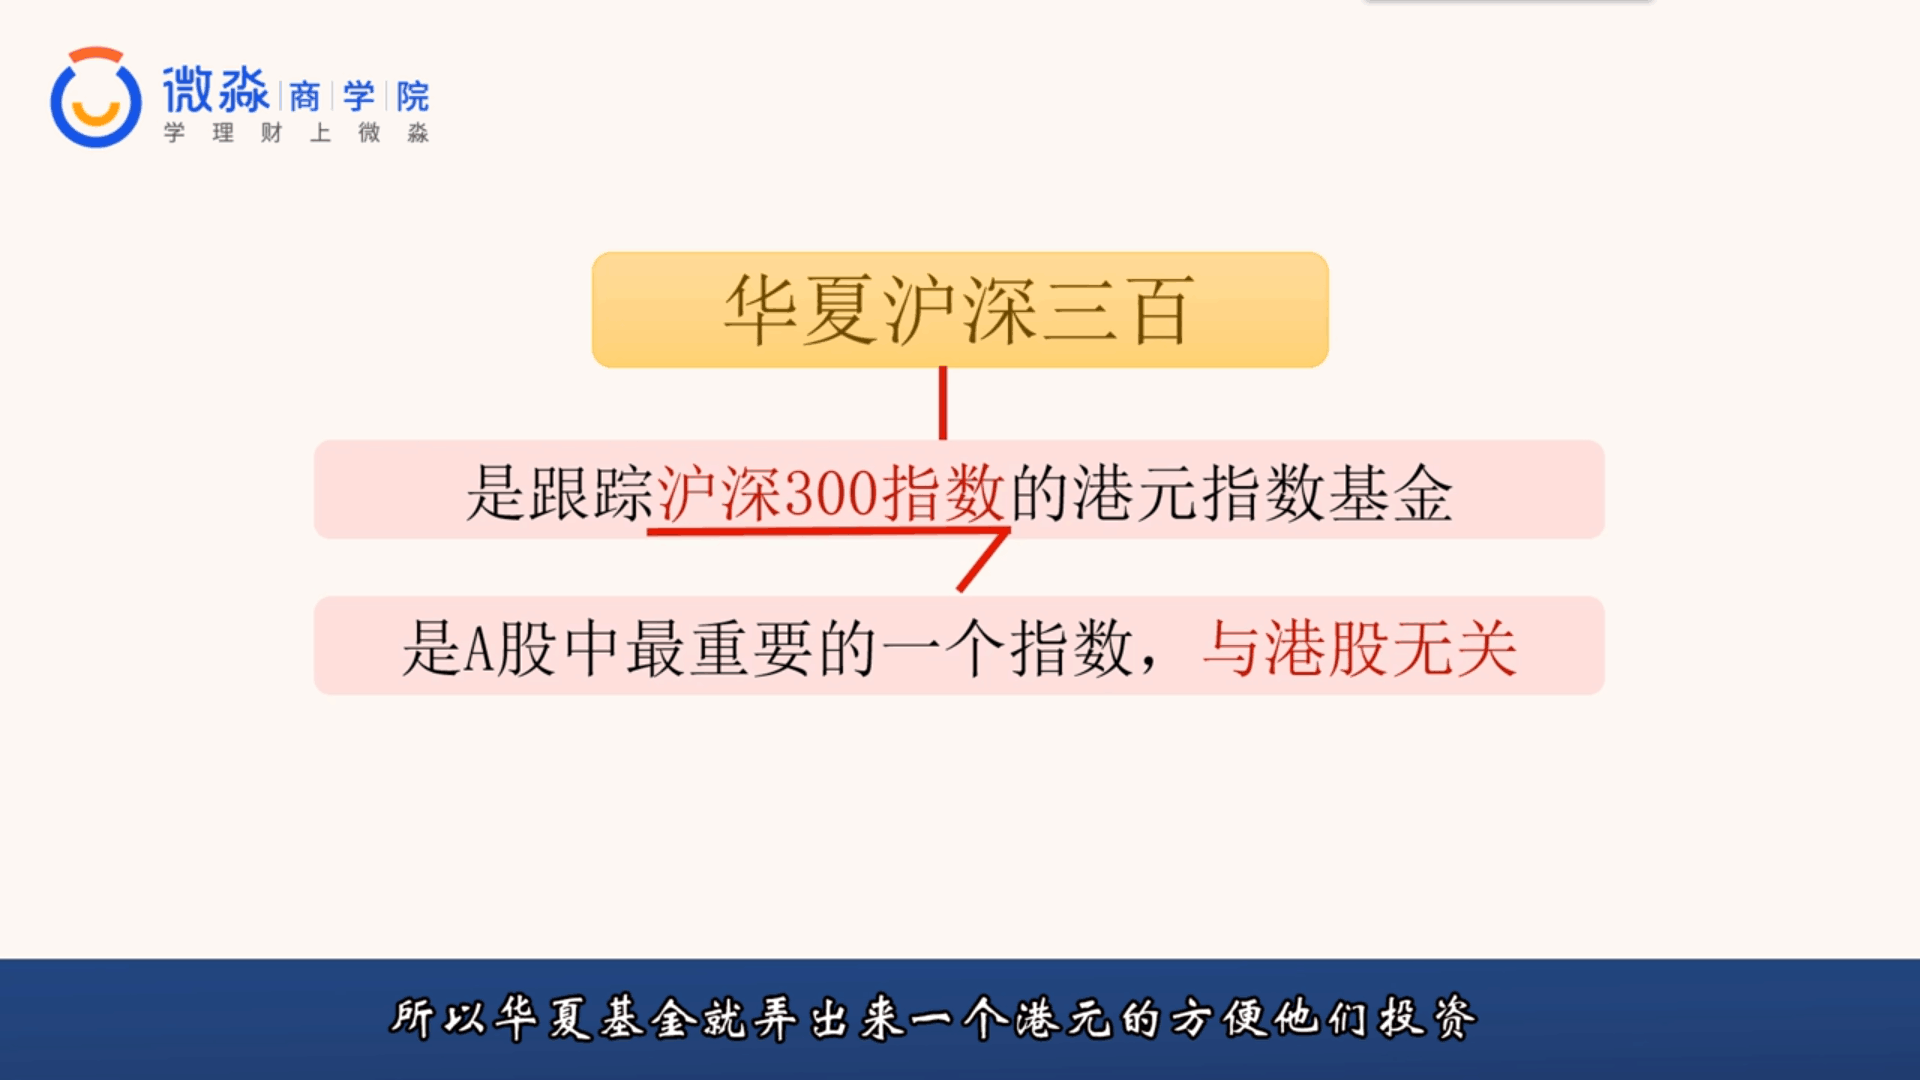 微淼商学院
学理财上微淼
华夏沪深三百
是跟踪沪深300指数的港元指数基金
是A股中最重要的一个指数，与港股无关
所以华夏基金就弄出来一个港元的方便他们投资